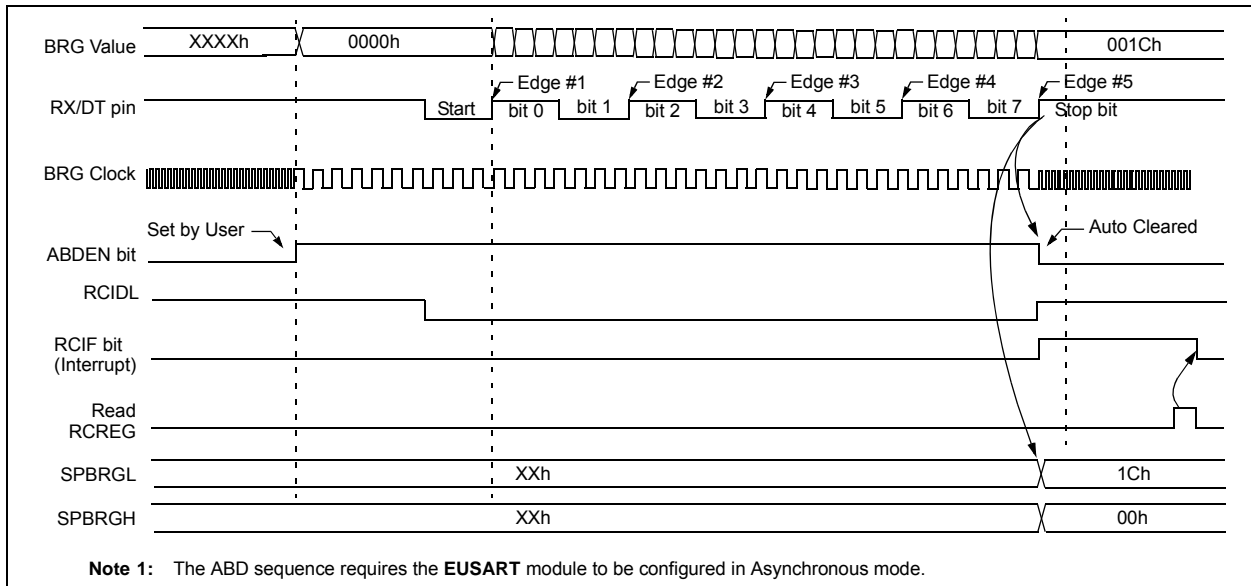 BRG Value XXXXh 0000h 001Ch
Edge #1 Edge #2 Edge #3 Edge #4 Edge #5
RX/DT pin Start bit 0 bit 1 bit 2 bit 3 bit 4 bit 5 bit 6 bit 7 Stop bit
BRG Clock
Set by User Auto Cleared
ABDEN bit
RCIDL
RCIF bit
(Interrupt)
Read
RCREG
SPBRGL XXh 1Ch
SPBRGH XXh 00h
Note 1: The ABD sequence requires the EUSART module to be configured in Asynchronous mode.